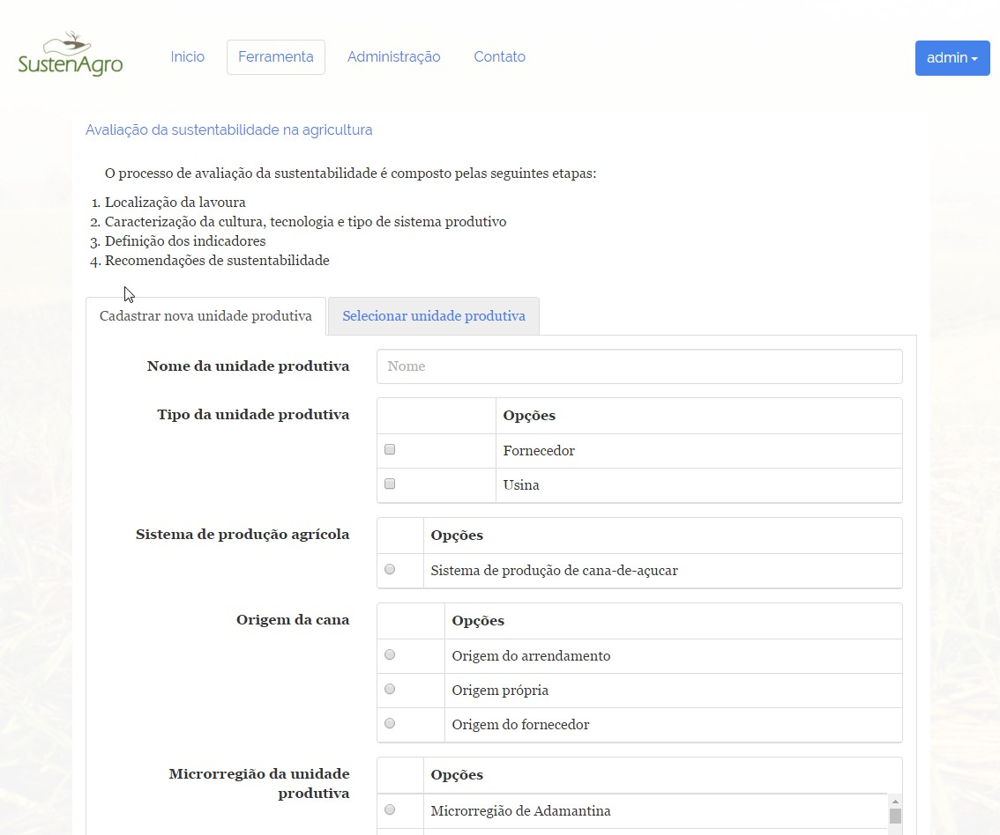 SustenAgro
Inicio
Ferramenta
Administração
Contato
admin
Avaliação da sustentabilidade na agricultura
O processo de avaliação da sustentabilidade é composto pelas seguintes etapas:
1. Localização da lavoura
2. Caracterização da cultura, tecnologia e tipo de sistema produtivo
3. Definição dos indicadores
4. Recomendações de sustentabilidade
Cadastrar nova unidade produtiva
Selecionar unidade produtiva
Nome da unidade produtiva
Nome
Tipo da unidade produtiva
Opções
Fornecedor
Usina
Sistema de produção agrícola
Opções
Sistema de produção de cana-de-açucar
Origem da cana
Opções
Origem do arrendamento
Origem própria
Origem do fornecedor
Microrregião da unidade
produtiva
Opções
Microrregião de Adamantina